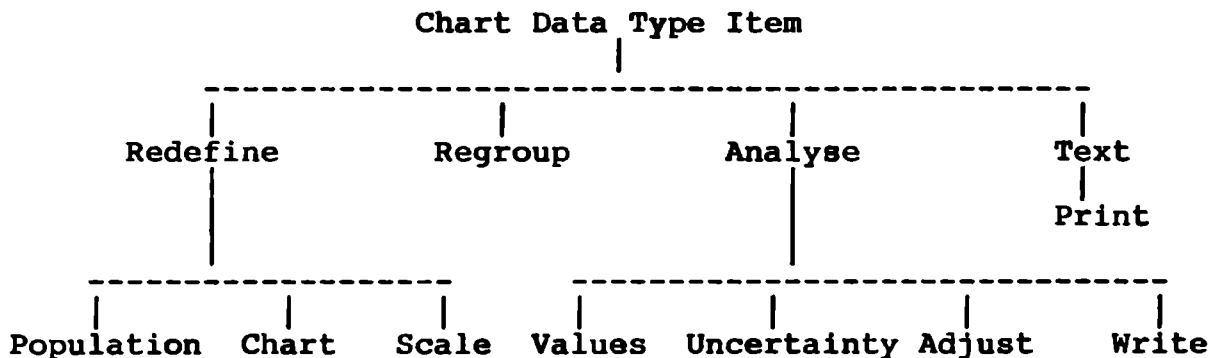 Chart Data Type Item
Redefine Regroup Analyse Text
Print
Population Chart Scale Values Uncertainty Adjust Write